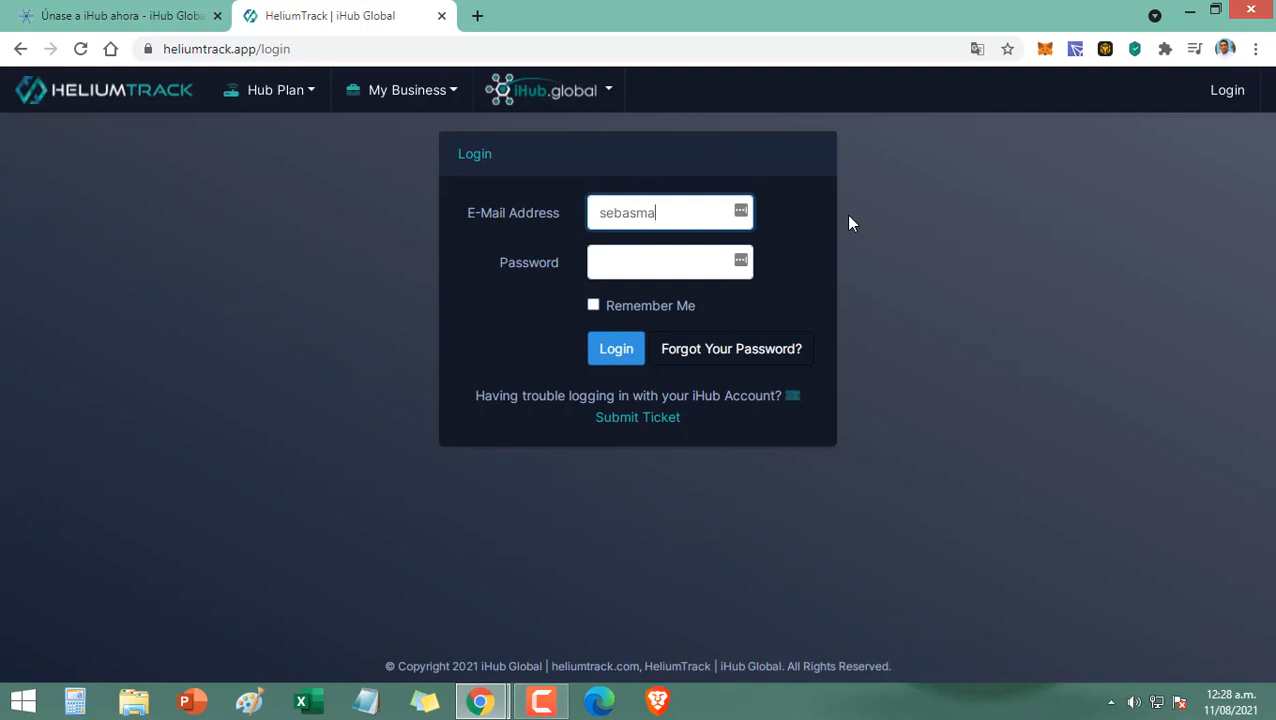 Únase a iHub ahora - iHub Globa
HeliumTrack | iHub Global
heliumtrack.app/login
HELIUMTRACK
Hub Plan
My Business
iHub.global
Login
Login
E-Mail Address
sebasma
Password
Remember Me
Login
Forgot Your Password?
Having trouble logging in with your iHub Account?
Submit Ticket
© Copyright 2021 iHub Global | heliumtrack.com, HeliumTrack | iHub Global. All Rights Reserved.
12:28 a.m.
11/08/2021